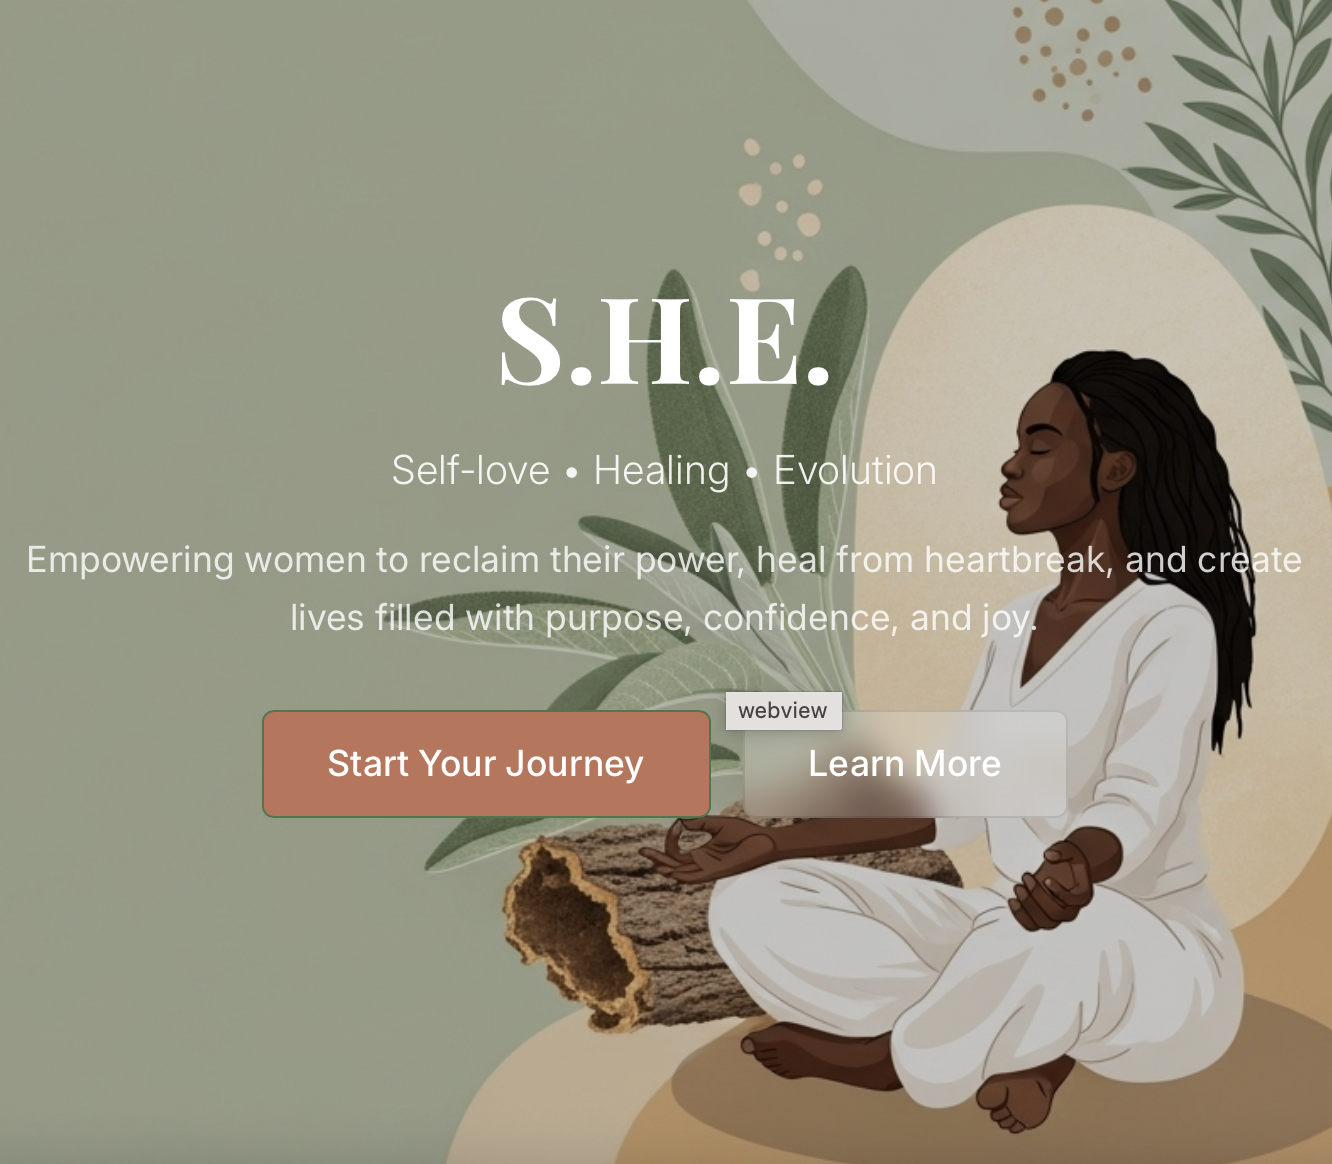 S.H.E.
Self-love • Healing • Evolution
Empowering women to reclaim their power, heal from heartbreak, and create
lives filled with purpose, confidence, and joy.
webview
Start Your Journey
Learn More